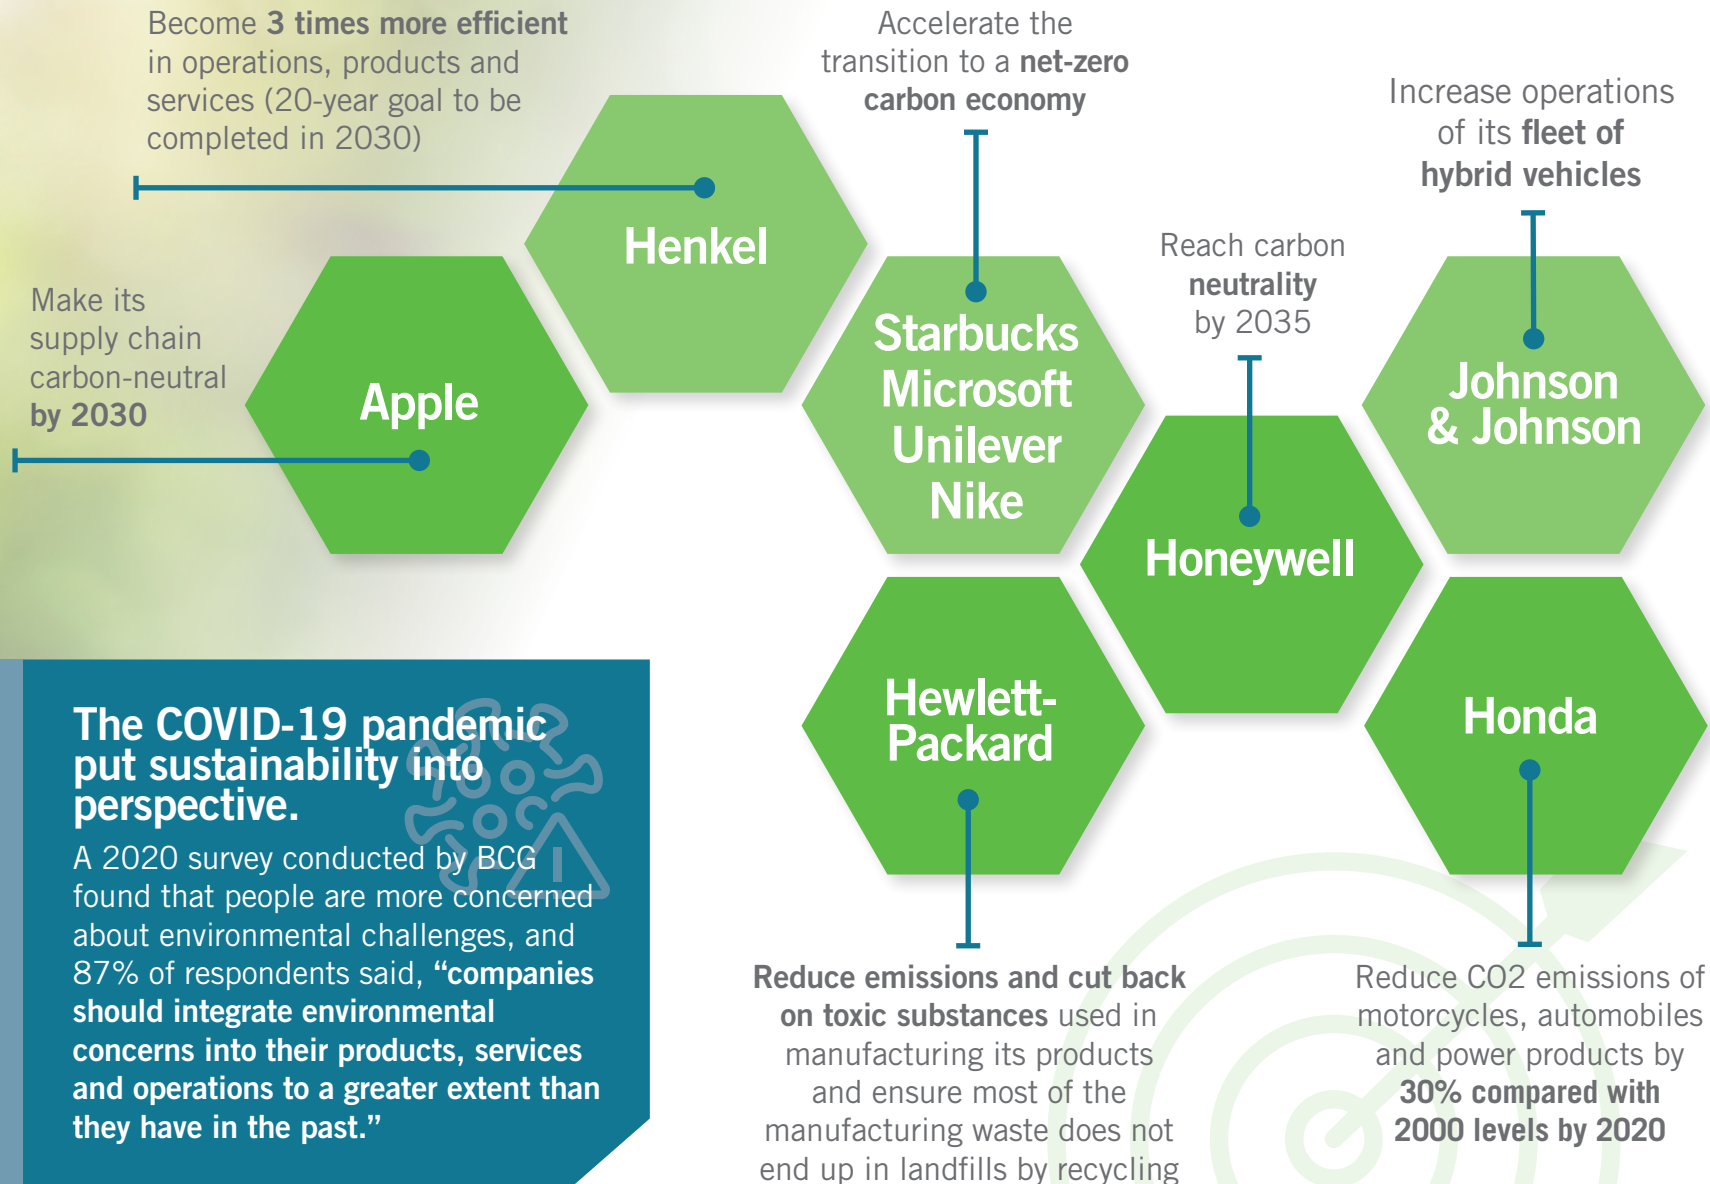 Become 3 times more efficient
in operations, products and
services (20-year goal to be
completed in 2030)
Henkel
Make its
supply chain
carbon-neutral
by 2030
Apple
Accelerate the
transition to a net-zero
carbon economy
Starbucks
Microsoft
Unilever
Nike
Reach carbon
neutrality
by 2035
Honeywell
Increase operations
of its fleet of
hybrid vehicles
Johnson
& Johnson
Hewlett-
Packard
Reduce emissions and cut back
on toxic substances used in
manufacturing its products
and ensure most of the
manufacturing waste does not
end up in landfills by recycling
Honda
Reduce CO2 emissions of
motorcycles, automobiles
and power products by
30% compared with
2000 levels by 2020
The COVID-19 pandemic
put sustainability into
perspective.
A 2020 survey conducted by BCG
found that people are more concerned
about environmental challenges, and
87% of respondents said, “companies
should integrate environmental
concerns into their products, services
and operations to a greater extent than
they have in the past.”